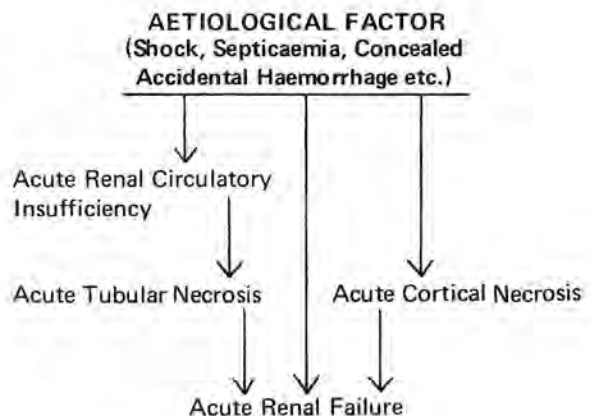 AETIOLOGICAL FACTOR
(Shock, Septicaemia, Concealed
Accidental Haemorrhage etc.)
Acute Renal Circulatory
Insufficiency
Acute Tubular Necrosis
Acute Cortical Necrosis
Acute Renal Failure